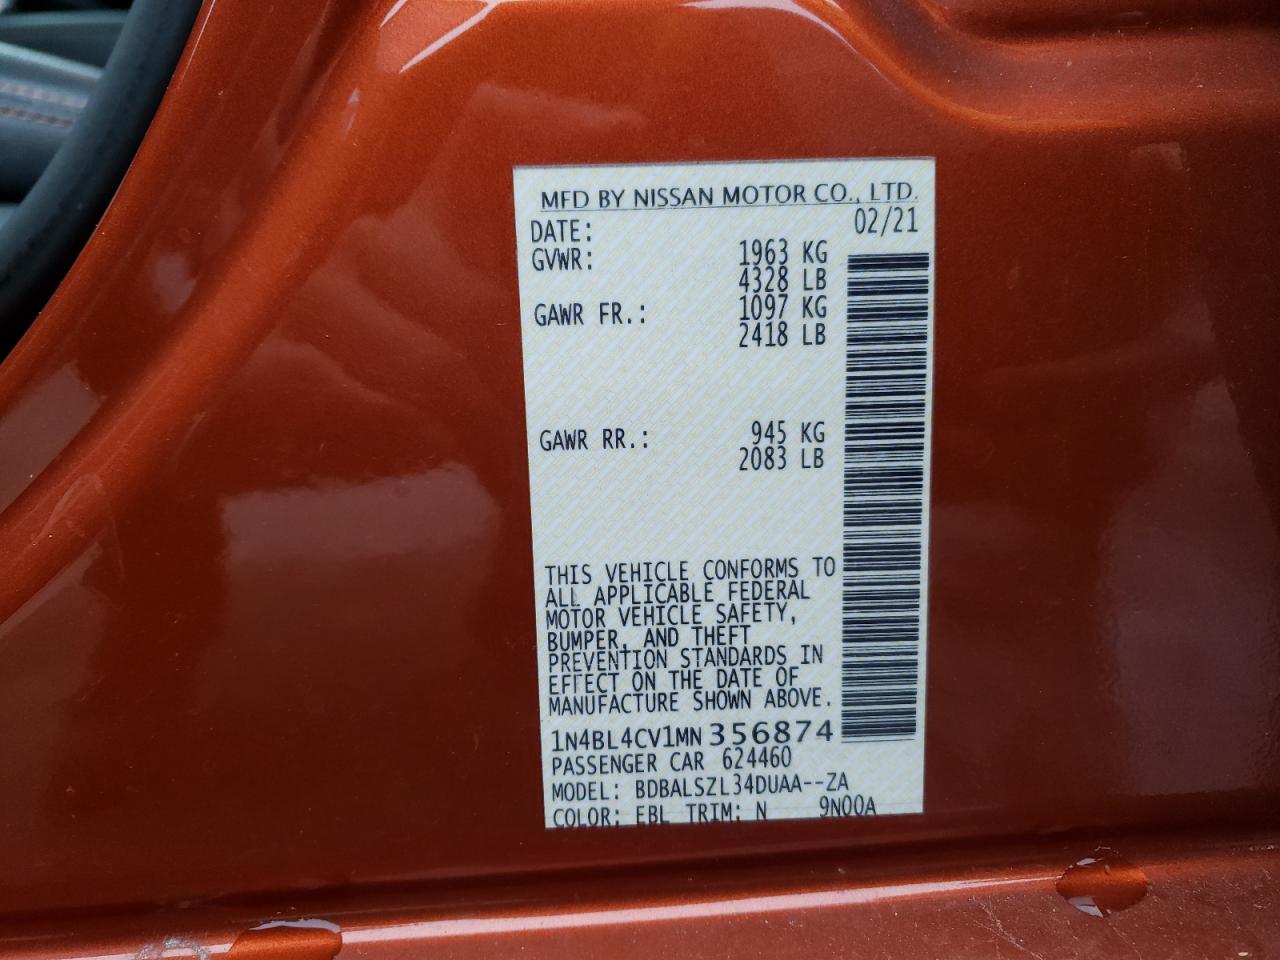 MFD BY NISSAN MOTOR CO., LTD.
DATE: 02/21
GVWR: 1963 KG
4328 LB
GAWR FR.: 1097 KG
2418 LB
GAWR RR.: 945 KG
2083 LB
THIS VEHICLE CONFORMS TO
ALL APPLICABLE FEDERAL
MOTOR VEHICLE SAFETY,
BUMPER, AND THEFT
PREVENTION STANDARDS IN
EFFECT ON THE DATE OF
MANUFACTURE SHOWN ABOVE.
1N4BL4CV1MN356874
PASSENGER CAR 624460
MODEL: BDBALSZL34DUAA--ZA
COLOR: EBL TRIM: N 9N00A